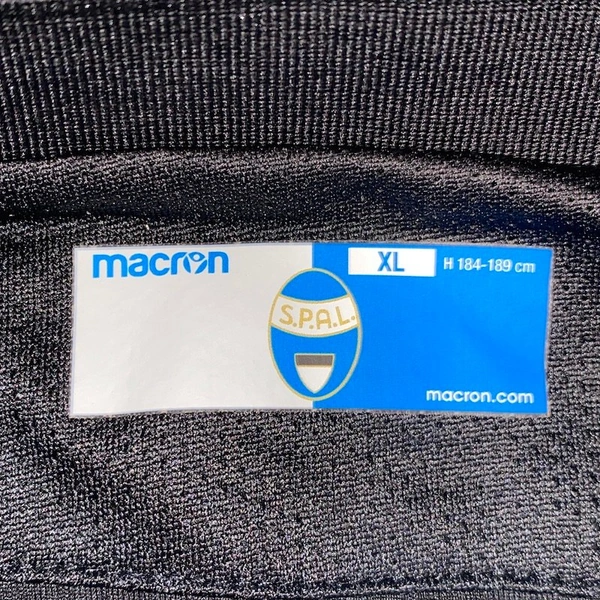 macron
XL
H 184-189 cm
S.P.A.L.
macron.com